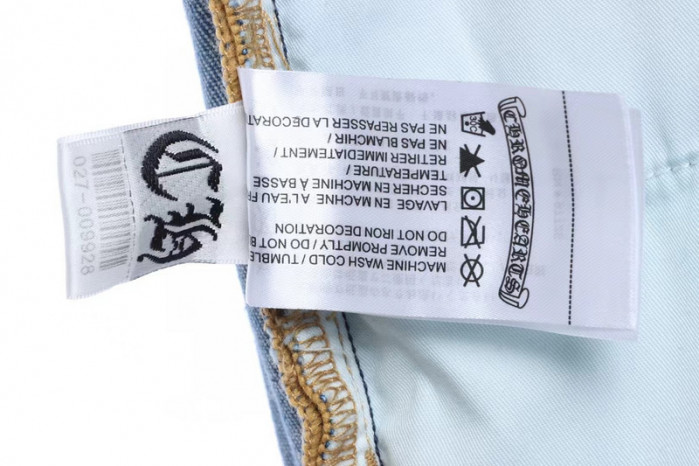 CHROME HEARTS
MACHINE WASH COLD / TUMBLE
REMOVE PROMPTLY / DO NOT B
DO NOT IRON DECORATION
LAVAGE EN MACHINE A L'EAU FR
SECHER EN MACHINE À BASSE
TEMPERATURE /
RETIRER IMMEDIATEMENT /
NE PAS BLANCHIR /
NE PAS REPASSER LA DECORAT
CH
027-009928